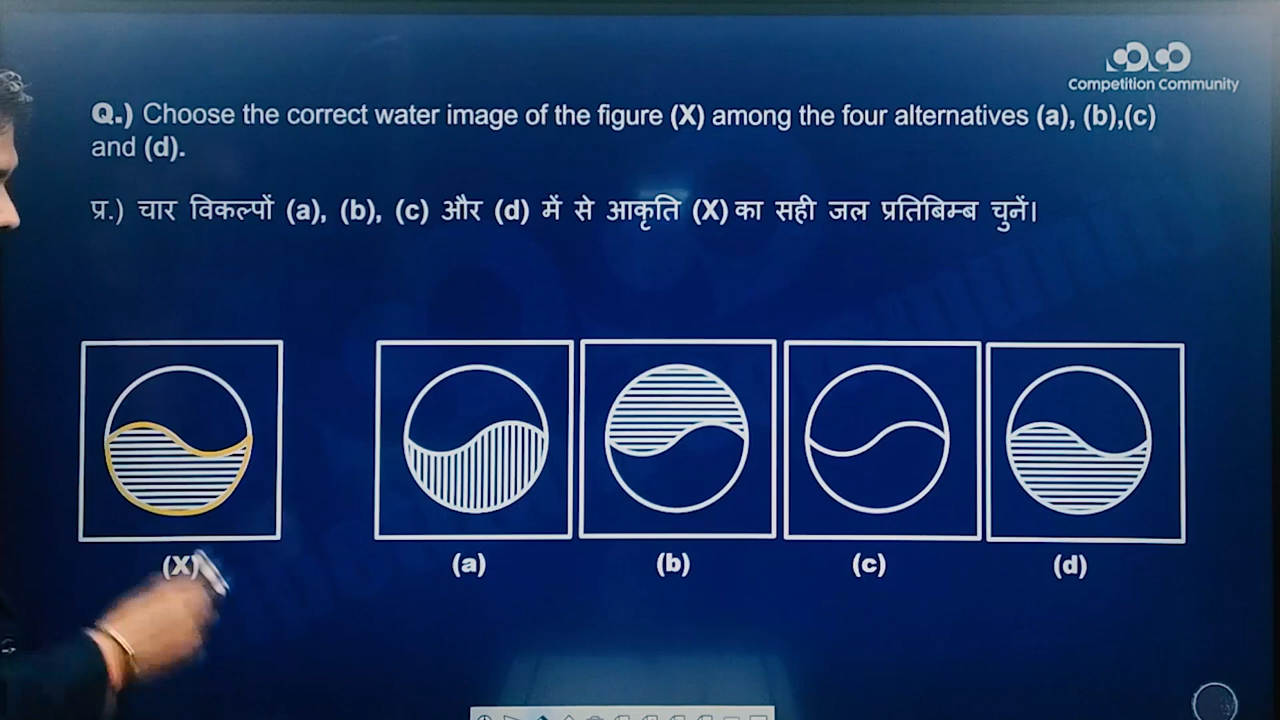 Competition Community
Q.) Choose the correct water image of the figure (X) among the four alternatives (a), (b),(c)
and (d).
प्र.) चार विकल्पों (a), (b), (c) और (d) में से आकृति (X) का सही जल प्रतिबिम्ब चुनें।
(X) (a) (b) (c) (d)